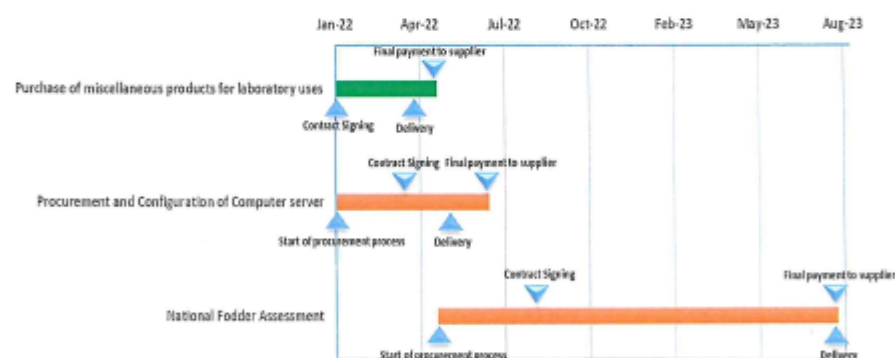 Jan-22 Apr-22 Jul-22 Oct-22 Feb-23 May-23 Aug-23
Final payment to supplier
Purchase of miscellaneous products for laboratory uses
Contract Signing Delivery
Contract Signing Final payment to supplier
Procurement and Configuration of Computer server
Start of procurement process Delivery
Contract Signing Final payment to supplier
National Fodder Assessment
Start of procurement process Delivery